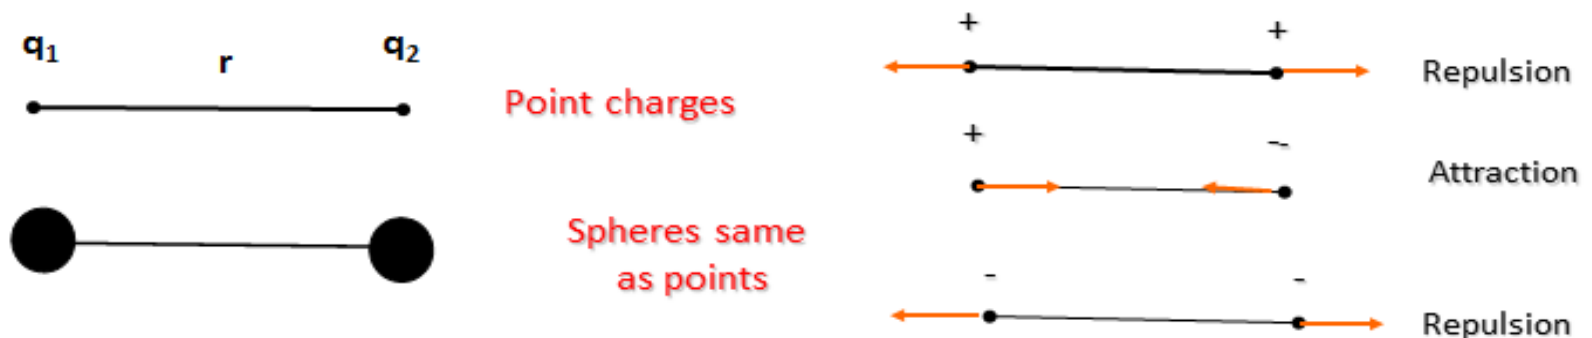 q₁ r q₂
Point charges
Spheres same
as points
+ +
Repulsion
+ --
Attraction
- -
Repulsion